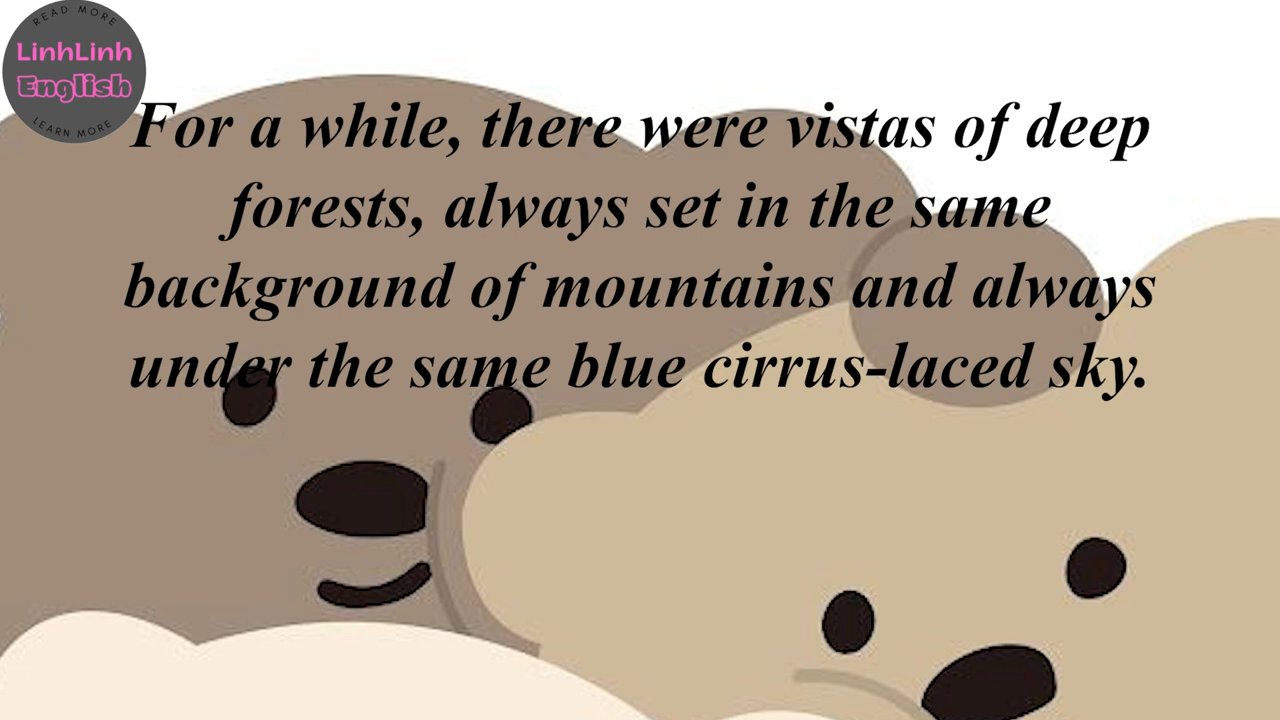 READ MORE
LinhLinh
English
LEARN MORE
For a while, there were vistas of deep
forests, always set in the same
background of mountains and always
under the same blue cirrus-laced sky.